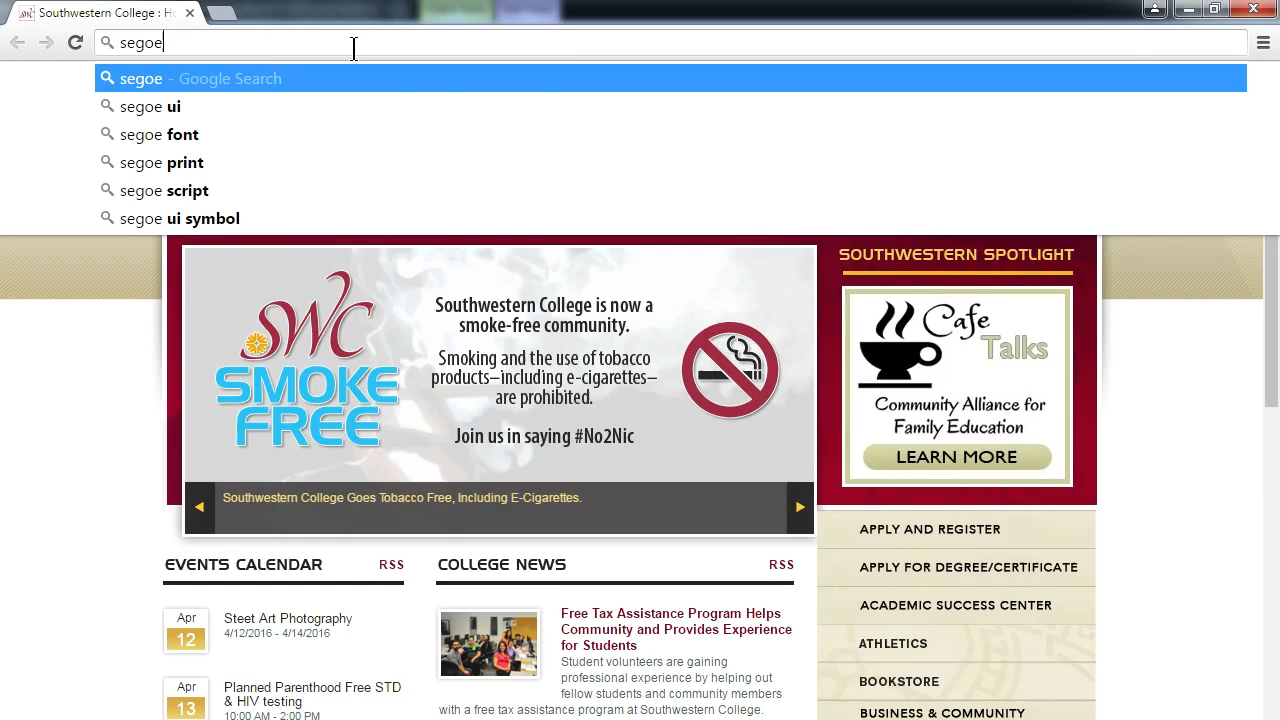 Southwestern College : Ho
segoe
segoe - Google Search
segoe ui
segoe font
segoe print
segoe script
segoe ui symbol
SWC
SMOKE
FREE
Southwestern College is now a
smoke-free community.
Smoking and the use of tobacco
products–including e-cigarettes–
are prohibited.
Join us in saying #No2Nic
Southwestern College Goes Tobacco Free, Including E-Cigarettes.
SOUTHWESTERN SPOTLIGHT
Cafe
Talks
Community Alliance for
Family Education
LEARN MORE
EVENTS CALENDAR RSS
Apr
12
Steet Art Photography
4/12/2016 - 4/14/2016
Apr
13
Planned Parenthood Free STD
& HIV testing
10:00 AM - 2:00 PM
COLLEGE NEWS RSS
Free Tax Assistance Program Helps
Community and Provides Experience
for Students
Student volunteers are gaining
professional experience by helping out
fellow students and community members
with a free tax assistance program at Southwestern College.
APPLY AND REGISTER
APPLY FOR DEGREE/CERTIFICATE
ACADEMIC SUCCESS CENTER
ATHLETICS
BOOKSTORE
BUSINESS & COMMUNITY